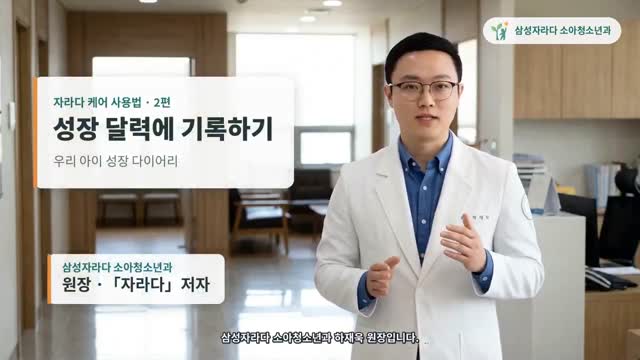 삼성자라다 소아청소년과
자라다 케어 사용법 · 2편
성장 달력에 기록하기
우리 아이 성장 다이어리
삼성자라다 소아청소년과
원장 · 「자라다」 저자
삼성자라다 소아청소년과 하제욱 원장입니다.